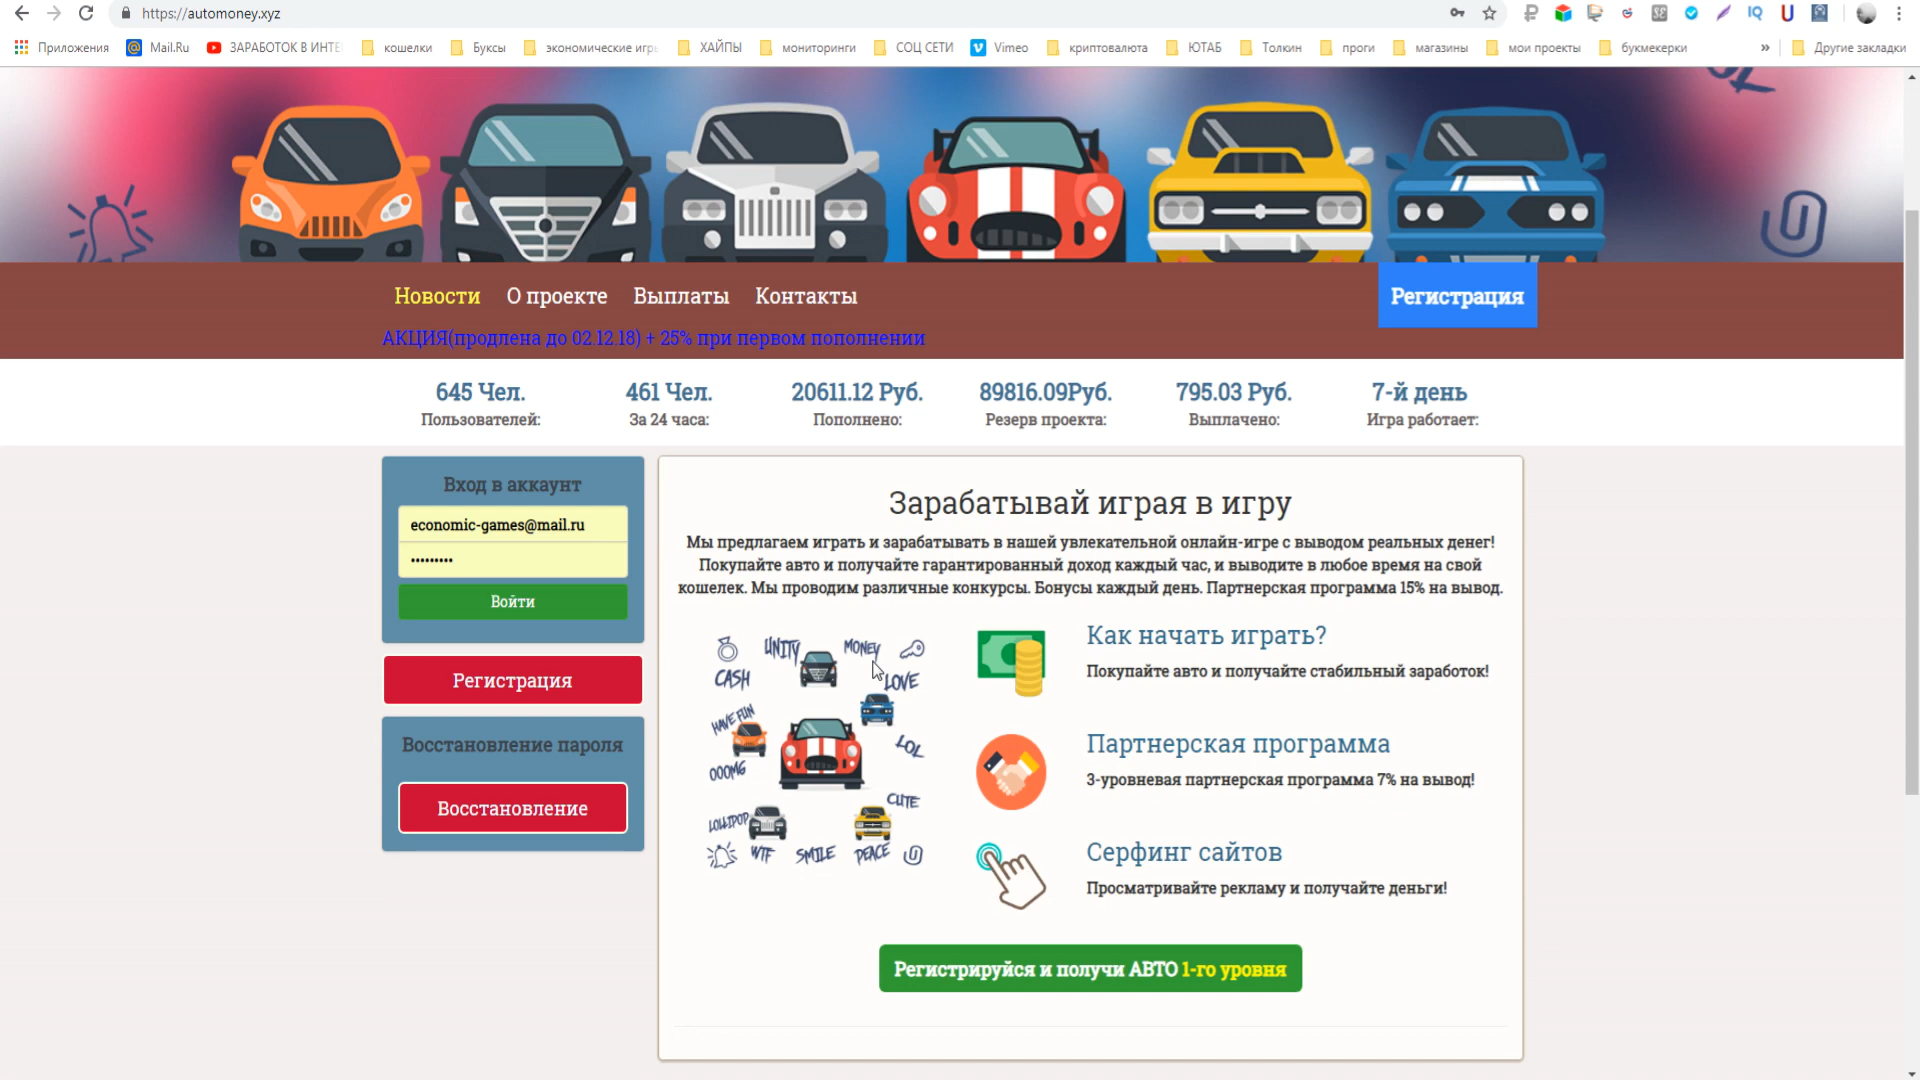 https://automoney.xyz
Приложения
Mail.Ru
ЗАРАБОТОК В ИНТЕ
кошелки
Буксы
экономические игры
ХАЙПЫ
мониторинги
СОЦ СЕТИ
Vimeo
криптовалюта
ЮТАБ
Толкин
проги
магазины
мои проекты
букмекерки
»
Другие закладки
Новости
О проекте
Выплаты
Контакты
Регистрация
АКЦИЯ(продлена до 02.12.18) + 25% при первом пополнении
645 Чел.
Пользователей:
461 Чел.
За 24 часа:
20611.12 Руб.
Пополнено:
89816.09Руб.
Резерв проекта:
795.03 Руб.
Выплачено:
7-й день
Игра работает:
Вход в аккаунт
economic-games@mail.ru
•••••••••
Войти
Регистрация
Восстановление пароля
Восстановление
Зарабатывай играя в игру
Мы предлагаем играть и зарабатывать в нашей увлекательной онлайн-игре с выводом реальных денег!
Покупайте авто и получайте гарантированный доход каждый час, и выводите в любое время на свой
кошелек. Мы проводим различные конкурсы. Бонусы каждый день. Партнерская программа 15% на вывод.
UNITY
MONEY
CASH
LOVE
HAVE FUN
LOL
OOOMG
CUTE
LOLLIPOP
WTF
SMILE
PEACE
Как начать играть?
Покупайте авто и получайте стабильный заработок!
Партнерская программа
3-уровневая партнерская программа 7% на вывод!
Серфинг сайтов
Просматривайте рекламу и получайте деньги!
Регистрируйся и получи АВТО 1-го уровня